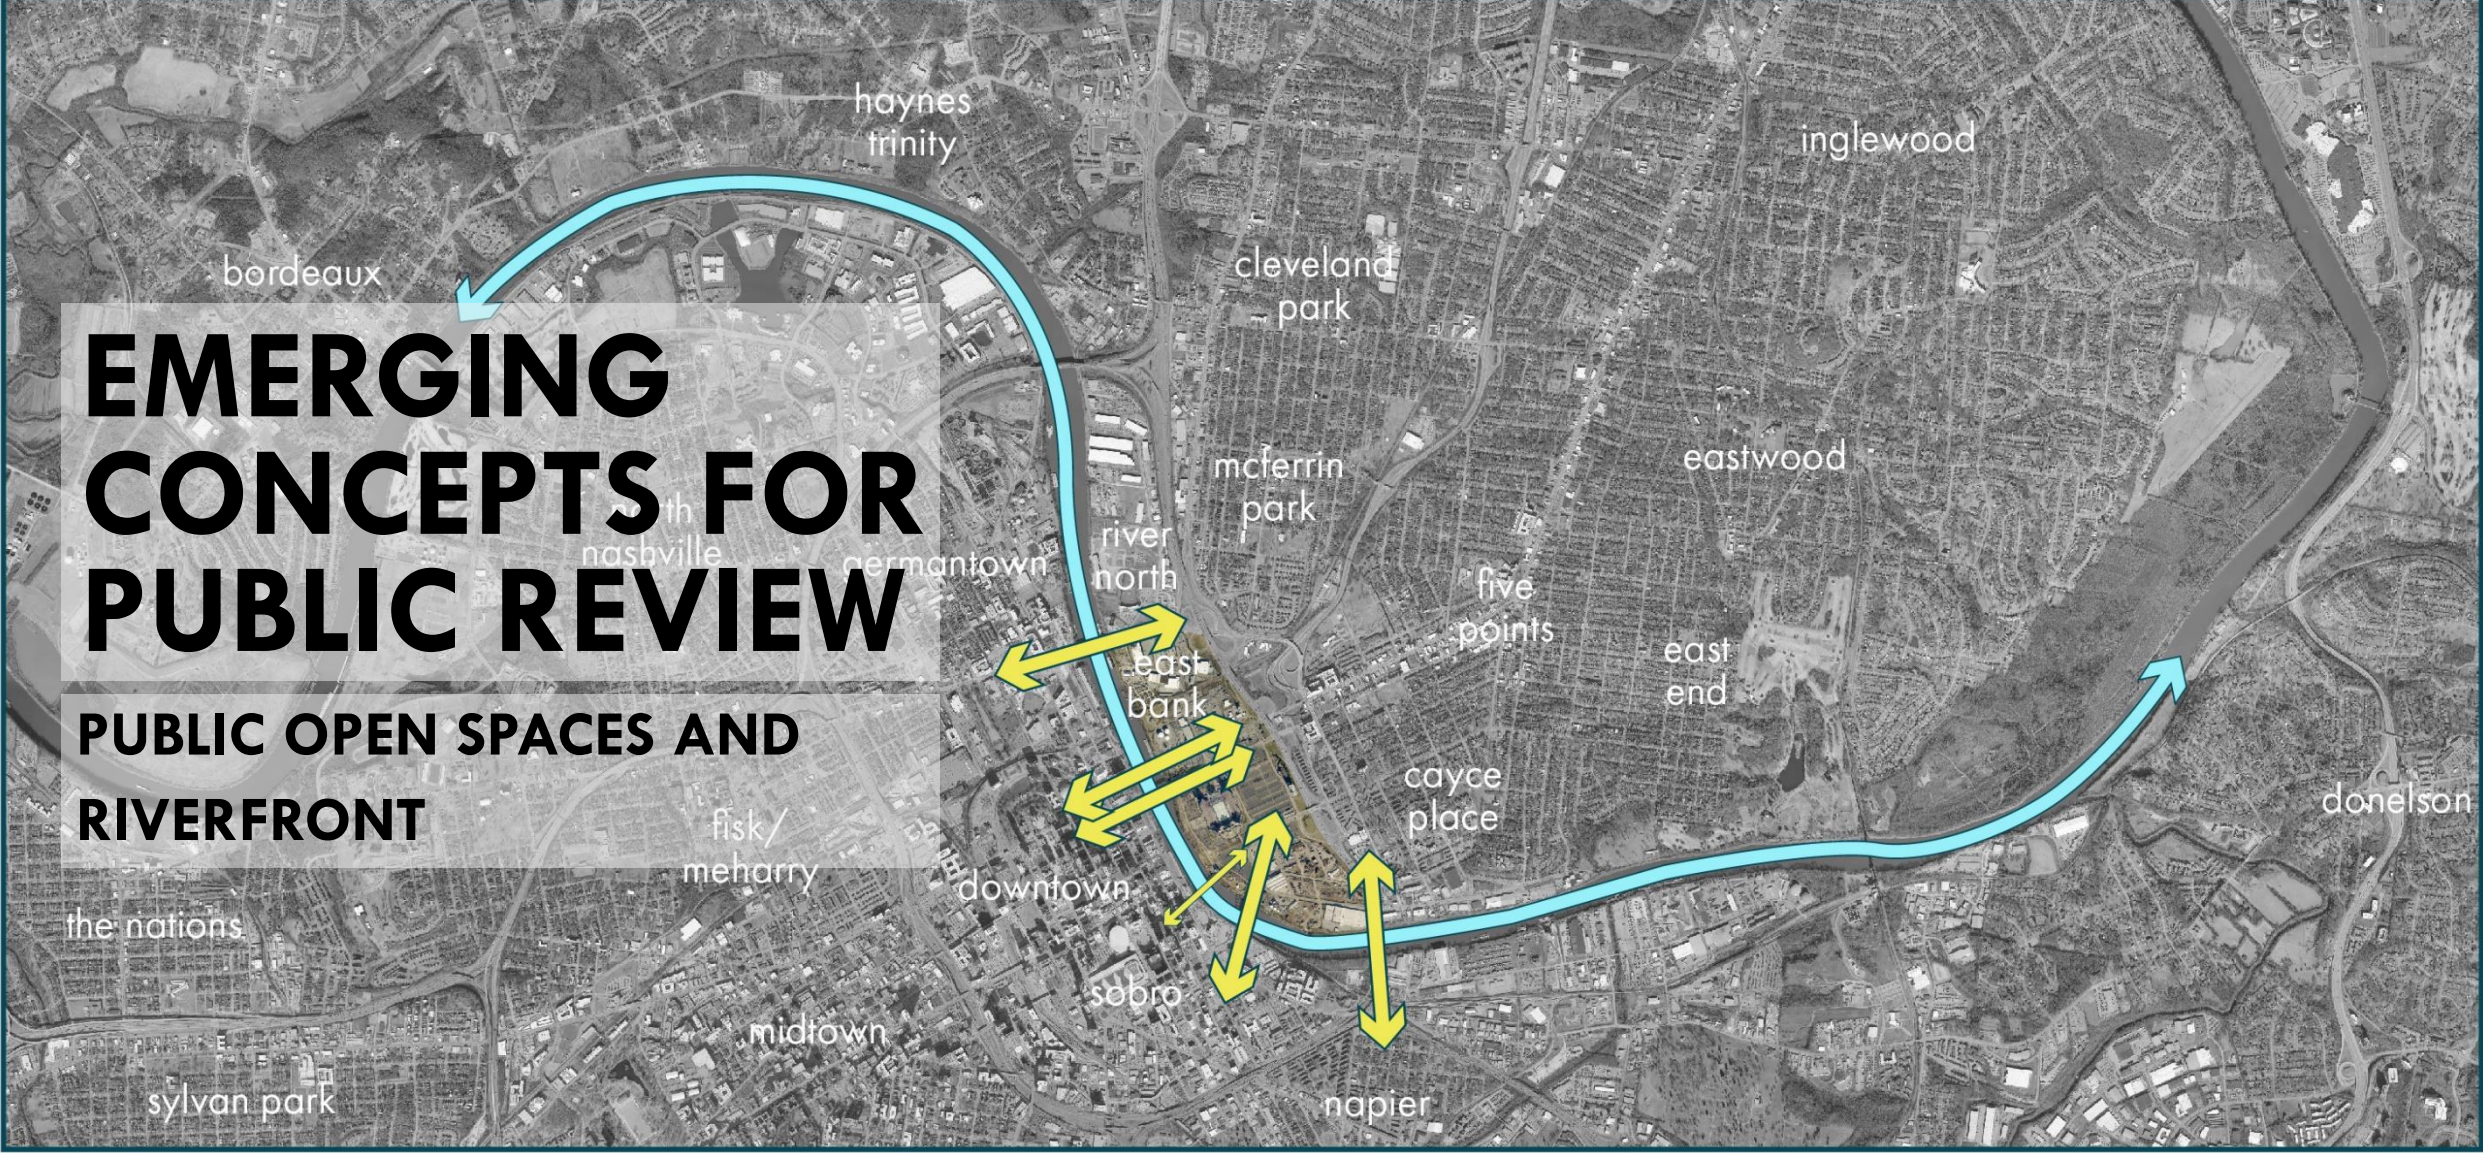 haynes
trinity
inglewood
bordeaux
cleveland
park
EMERGING
CONCEPTS FOR
PUBLIC REVIEW
mcferrin
park
eastwood
north
nashville
germantown
river
north
five
points
east
bank
east
end
PUBLIC OPEN SPACES AND
RIVERFRONT
cayce
place
donelson
fisk/
meharry
downtown
the nations
sobro
midtown
sylvan park
napier